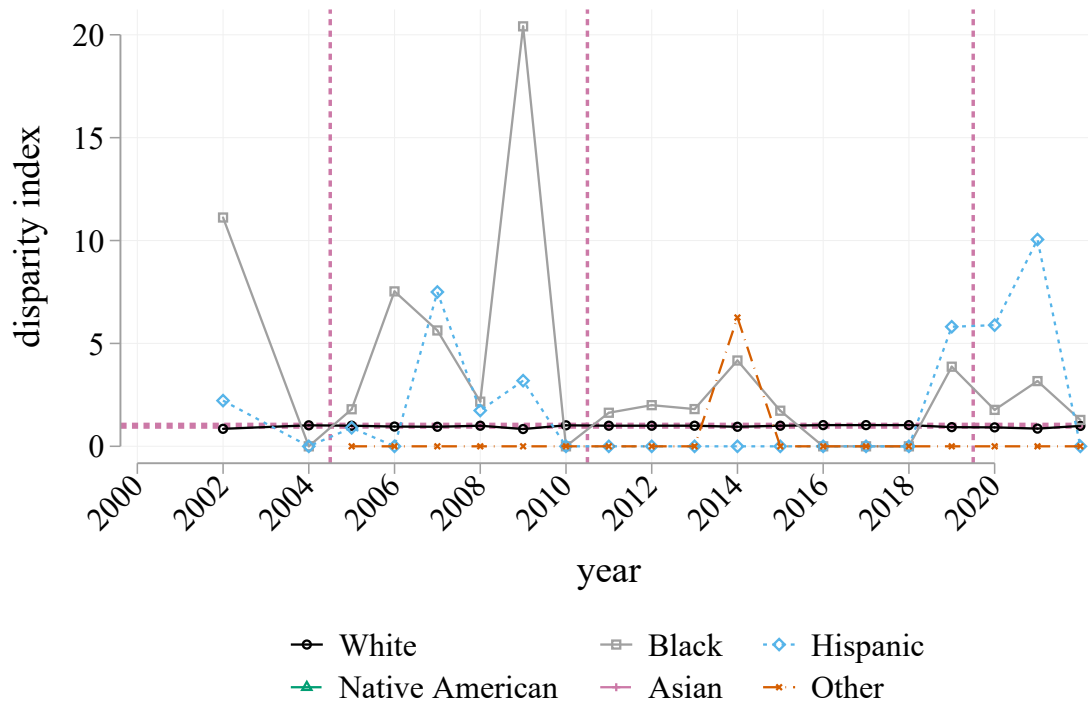 20
15
10
5
0
disparity index
2000 2002 2004 2006 2008 2010 2012 2014 2016 2018 2020
year
White Black Hispanic
Native American Asian Other